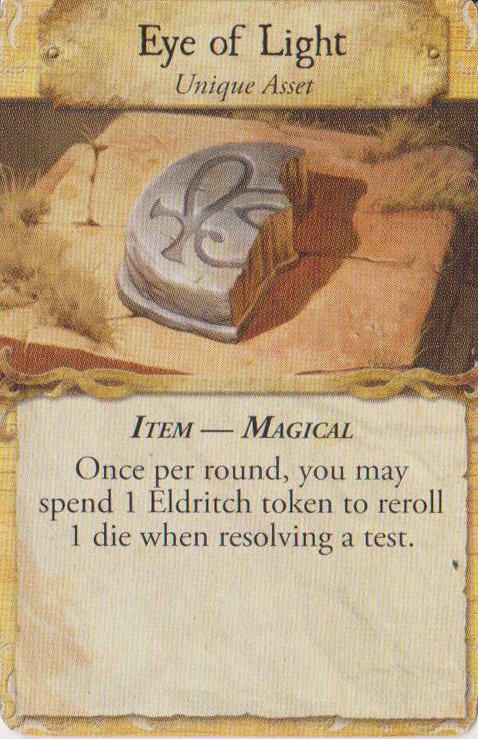 Eye of Light
Unique Asset
Item — Magical
Once per round, you may
spend 1 Eldritch token to reroll
1 die when resolving a test.